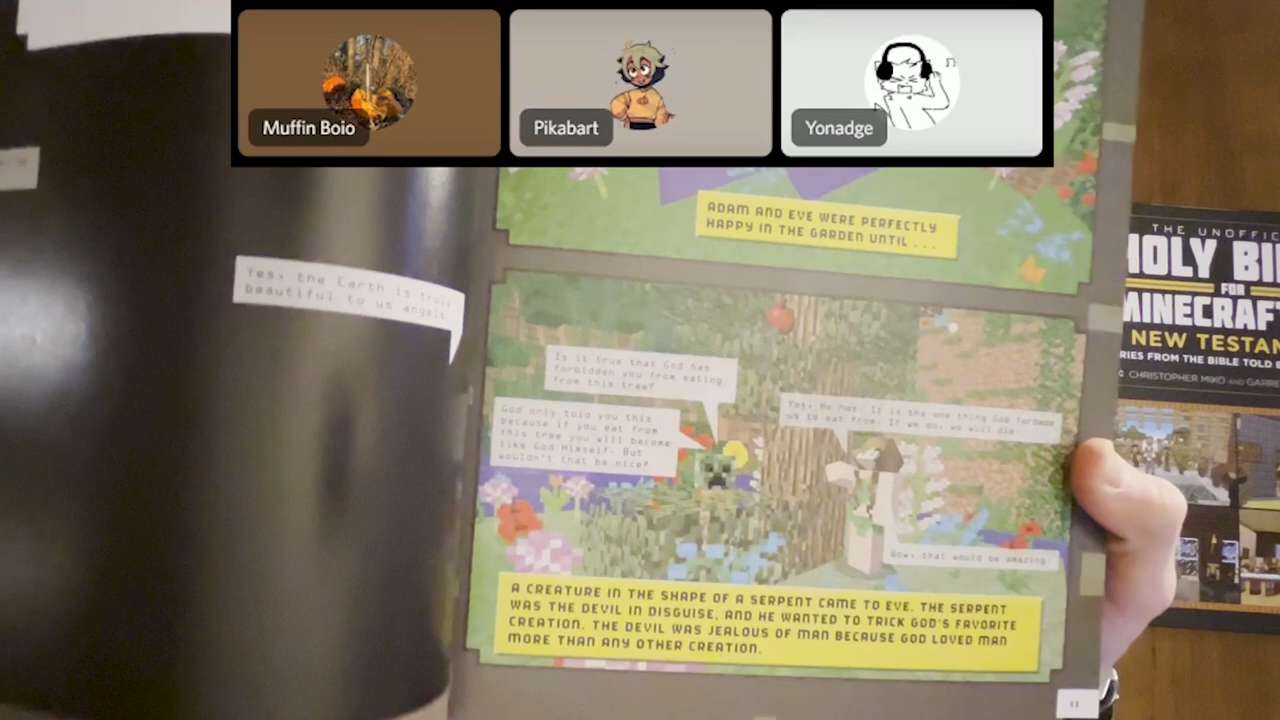 Muffin Boio
Pikabart
Yonadge
Yes, the Earth is truly
beautiful to us angels
ADAM AND EVE WERE PERFECTLY
HAPPY IN THE GARDEN UNTIL . . .
Is it true that God has
forbidden you from eating
from this tree?
God only told you this
because if you eat from
this tree you will become
like God Himself. But
wouldn't that be nice?
Yes, He has. It is the one thing God forbade
us to eat from. If we do, we will die.
Wow, that would be amazing.
A CREATURE IN THE SHAPE OF A SERPENT CAME TO EVE. THE SERPENT
WAS THE DEVIL IN DISGUISE, AND HE WANTED TO TRICK GOD'S FAVORITE
CREATION. THE DEVIL WAS JEALOUS OF MAN BECAUSE GOD LOVED MAN
MORE THAN ANY OTHER CREATION.
11
THE UNOFFIC
HOLY BI
FOR
MINECRAFT
NEW TESTAM
RIES FROM THE BIBLE TOLD
CHRISTOPHER MIKO AND GARRE